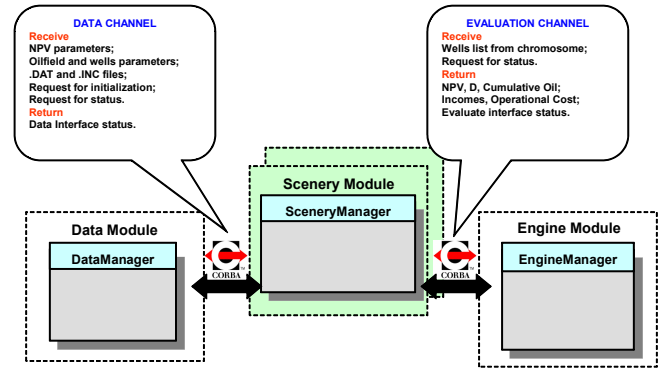 DATA CHANNEL
Receive
NPV parameters;
Oilfield and wells parameters;
.DAT and .INC files;
Request for initialization;
Request for status.
Return
Data Interface status.
EVALUATION CHANNEL
Receive
Wells list from chromosome;
Request for status.
Return
NPV, D, Cumulative Oil;
Incomes, Operational Cost;
Evaluate interface status.
Scenery Module
SceneryManager
Data Module
DataManager
CORBA
CORBA
Engine Module
EngineManager